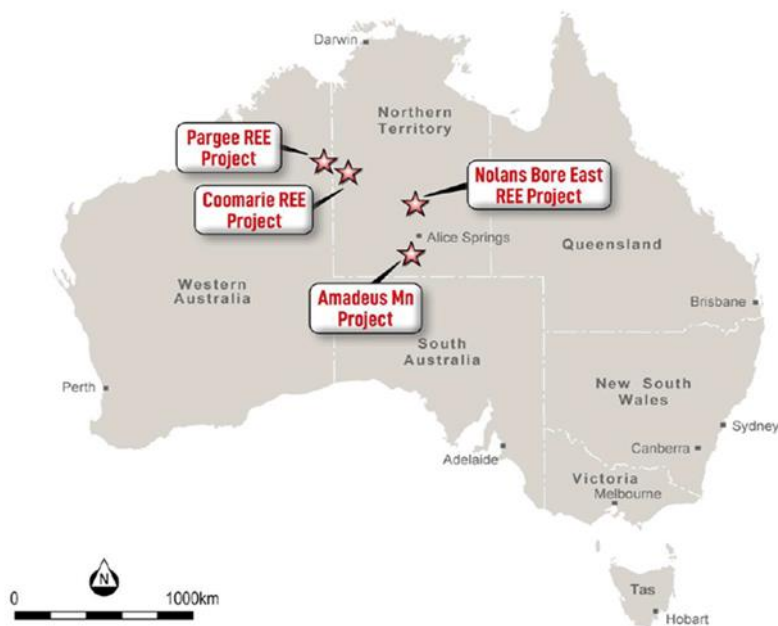 Darwin
Northern
Territory
Pargee REE
Project
Coomarie REE
Project
Nolans Bore East
REE Project
Alice Springs
Queensland
Western
Australia
Amadeus Mn
Project
Brisbane
South
Australia
Perth
New South
Wales
Sydney
Canberra
Adelaide
Victoria
Melbourne
N
0
1000km
Tas
Hobart